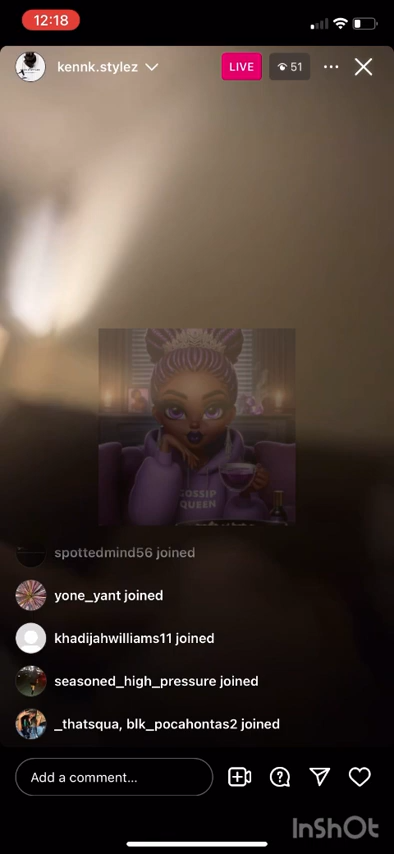 12:18
kennk.stylez
LIVE
51
GOSSIP
QUEEN
spottedmind56 joined
yone_yant joined
khadijahwilliams11 joined
seasoned_high_pressure joined
_thatsqua, blk_pocahontas2 joined
Add a comment...
InShOt